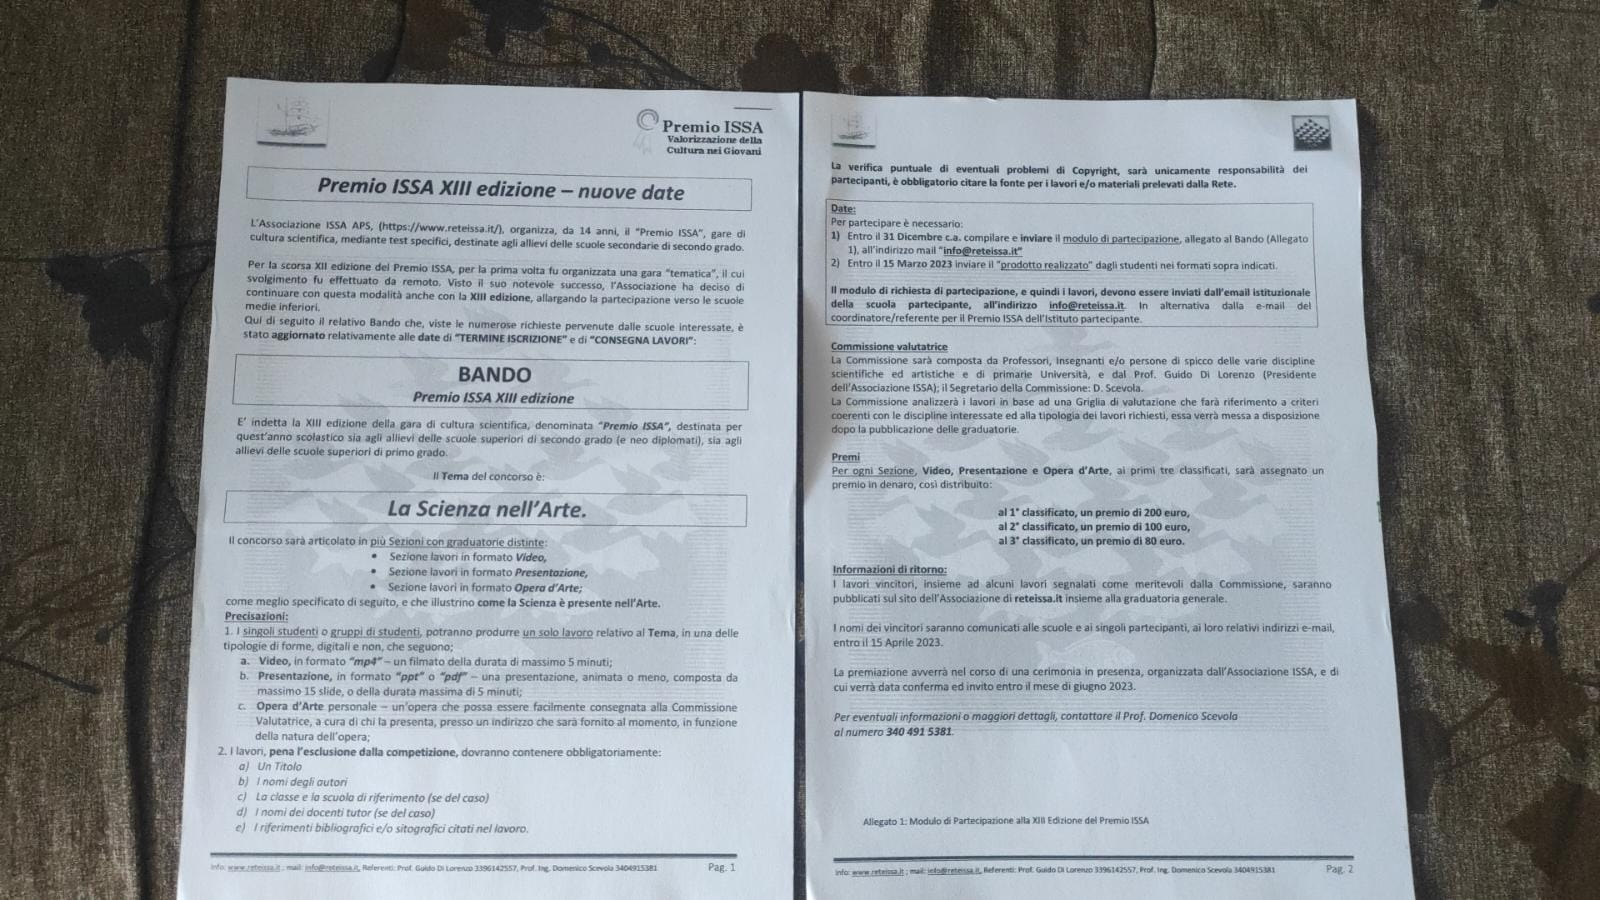 Premio ISSA
Valorizzazione della
Cultura nei Giovani
Premio ISSA XIII edizione – nuove date
L'Associazione ISSA APS, (https://www.reteissa.it/), organizza, da 14 anni, il "Premio ISSA", gare di
cultura scientifica, mediante test specifici, destinate agli allievi delle scuole secondarie di secondo grado.
Per la scorsa XII edizione del Premio ISSA, per la prima volta fu organizzata una gara "tematica", il cui
svolgimento fu effettuato da remoto. Visto il suo notevole successo, l'Associazione ha deciso di
continuare con questa modalità anche con la XIII edizione, allargando la partecipazione verso le scuole
medie inferiori.
Qui di seguito il relativo Bando che, viste le numerose richieste pervenute dalle scuole interessate, è
stato aggiornato relativamente alle date di "TERMINE ISCRIZIONE" e di "CONSEGNA LAVORI":
BANDO
Premio ISSA XIII edizione
E' indetta la XIII edizione della gara di cultura scientifica, denominata "Premio ISSA", destinata per
quest'anno scolastico sia agli allievi delle scuole superiori di secondo grado (e neo diplomati), sia agli
allievi delle scuole superiori di primo grado.
Il Tema del concorso è:
La Scienza nell'Arte.
Il concorso sarà articolato in più Sezioni con graduatorie distinte:
• Sezione lavori in formato Video,
• Sezione lavori in formato Presentazione,
• Sezione lavori in formato Opera d'Arte;
come meglio specificato di seguito, e che illustrino come la Scienza è presente nell'Arte.
Precisazioni:
1. I singoli studenti o gruppi di studenti, potranno produrre un solo lavoro relativo al Tema, in una delle
tipologie di forme, digitali e non, che seguono;
a. Video, in formato "mp4" – un filmato della durata di massimo 5 minuti;
b. Presentazione, in formato "ppt" o "pdf" – una presentazione, animata o meno, composta da
massimo 15 slide, o della durata massima di 5 minuti;
c. Opera d'Arte personale – un'opera che possa essere facilmente consegnata alla Commissione
Valutatrice, a cura di chi la presenta, presso un indirizzo che sarà fornito al momento, in funzione
della natura dell'opera;
2. I lavori, pena l'esclusione dalla competizione, dovranno contenere obbligatoriamente:
a) Un Titolo
b) I nomi degli autori
c) La classe e la scuola di riferimento (se del caso)
d) I nomi dei docenti tutor (se del caso)
e) I riferimenti bibliografici e/o sitografici citati nel lavoro.
Info: www.reteissa.it ; mail: info@reteissa.it, Referenti: Prof. Guido Di Lorenzo 3396142557, Prof. Ing. Domenico Scevola 3404915381
Pag. 1
La verifica puntuale di eventuali problemi di Copyright, sarà unicamente responsabilità dei
partecipanti, è obbligatorio citare la fonte per i lavori e/o materiali prelevati dalla Rete.
Date:
Per partecipare è necessario:
1) Entro il 31 Dicembre c.a. compilare e inviare il modulo di partecipazione, allegato al Bando (Allegato
1), all'indirizzo mail "info@reteissa.it"
2) Entro il 15 Marzo 2023 inviare il "prodotto realizzato" dagli studenti nei formati sopra indicati.
Il modulo di richiesta di partecipazione, e quindi i lavori, devono essere inviati dall'email istituzionale
della scuola partecipante, all'indirizzo info@reteissa.it. In alternativa dalla e-mail del
coordinatore/referente per il Premio ISSA dell'Istituto partecipante.
Commissione valutatrice
La Commissione sarà composta da Professori, Insegnanti e/o persone di spicco delle varie discipline
scientifiche ed artistiche e di primarie Università, e dal Prof. Guido Di Lorenzo (Presidente
dell'Associazione ISSA); il Segretario della Commissione: D. Scevola.
La Commissione analizzerà i lavori in base ad una Griglia di valutazione che farà riferimento a criteri
coerenti con le discipline interessate ed alla tipologia dei lavori richiesti, essa verrà messa a disposizione
dopo la pubblicazione delle graduatorie.
Premi
Per ogni Sezione, Video, Presentazione e Opera d'Arte, ai primi tre classificati, sarà assegnato un
premio in denaro, così distribuito:
al 1° classificato, un premio di 200 euro,
al 2° classificato, un premio di 100 euro,
al 3° classificato, un premio di 80 euro.
Informazioni di ritorno:
I lavori vincitori, insieme ad alcuni lavori segnalati come meritevoli dalla Commissione, saranno
pubblicati sul sito dell'Associazione di reteissa.it insieme alla graduatoria generale.
I nomi dei vincitori saranno comunicati alle scuole e ai singoli partecipanti, ai loro relativi indirizzi e-mail,
entro il 15 Aprile 2023.
La premiazione avverrà nel corso di una cerimonia in presenza, organizzata dall'Associazione ISSA, e di
cui verrà data conferma ed invito entro il mese di giugno 2023.
Per eventuali informazioni o maggiori dettagli, contattare il Prof. Domenico Scevola
al numero 340 491 5381.
Allegato 1: Modulo di Partecipazione alla XIII Edizione del Premio ISSA
Info: www.reteissa.it ; mail: info@reteissa.it, Referenti: Prof. Guido Di Lorenzo 3396142557, Prof. Ing. Domenico Scevola 3404915381
Pag. 2